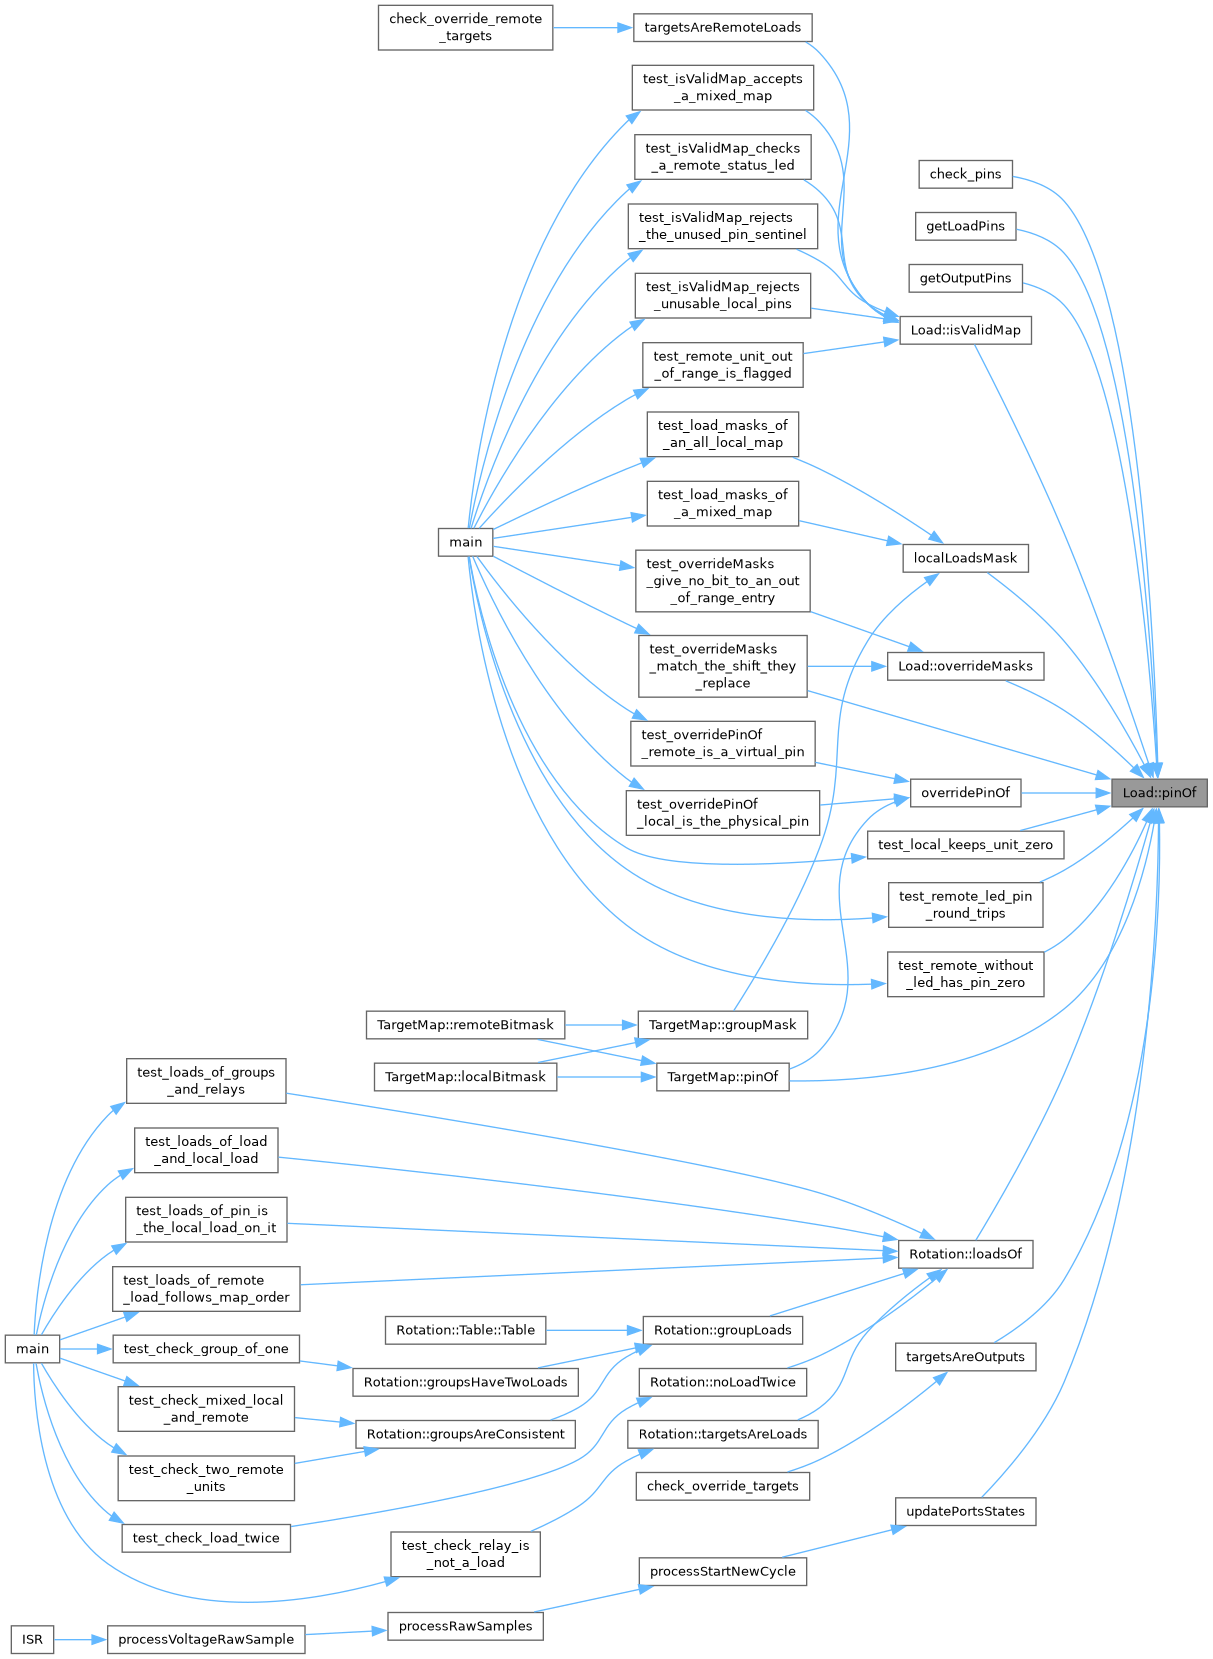 check_override_remote
_targets
targetsAreRemoteLoads
test_isValidMap_accepts
_a_mixed_map
test_isValidMap_checks
_a_remote_status_led
check_pins
test_isValidMap_rejects
_the_unused_pin_sentinel
getLoadPins
getOutputPins
test_isValidMap_rejects
_unusable_local_pins
Load::isValidMap
test_remote_unit_out
_of_range_is_flagged
test_load_masks_of
_an_all_local_map
test_load_masks_of
_a_mixed_map
main
localLoadsMask
test_overrideMasks
_give_no_bit_to_an_out
_of_range_entry
test_overrideMasks
_match_the_shift_they
_replace
Load::overrideMasks
test_overridePinOf
_remote_is_a_virtual_pin
overridePinOf
Load::pinOf
test_overridePinOf
_local_is_the_physical_pin
test_local_keeps_unit_zero
test_remote_led_pin
_round_trips
test_remote_without
_led_has_pin_zero
TargetMap::remoteBitmask
TargetMap::groupMask
TargetMap::localBitmask
TargetMap::pinOf
test_loads_of_groups
_and_relays
test_loads_of_load
_and_local_load
test_loads_of_pin_is
_the_local_load_on_it
Rotation::loadsOf
test_loads_of_remote
_load_follows_map_order
Rotation::Table::Table
Rotation::groupLoads
main
test_check_group_of_one
targetsAreOutputs
Rotation::groupsHaveTwoLoads
Rotation::noLoadTwice
test_check_mixed_local
_and_remote
Rotation::groupsAreConsistent
Rotation::targetsAreLoads
test_check_two_remote
_units
check_override_targets
updatePortsStates
test_check_load_twice
test_check_relay_is
_not_a_load
processStartNewCycle
processRawSamples
ISR
processVoltageRawSample